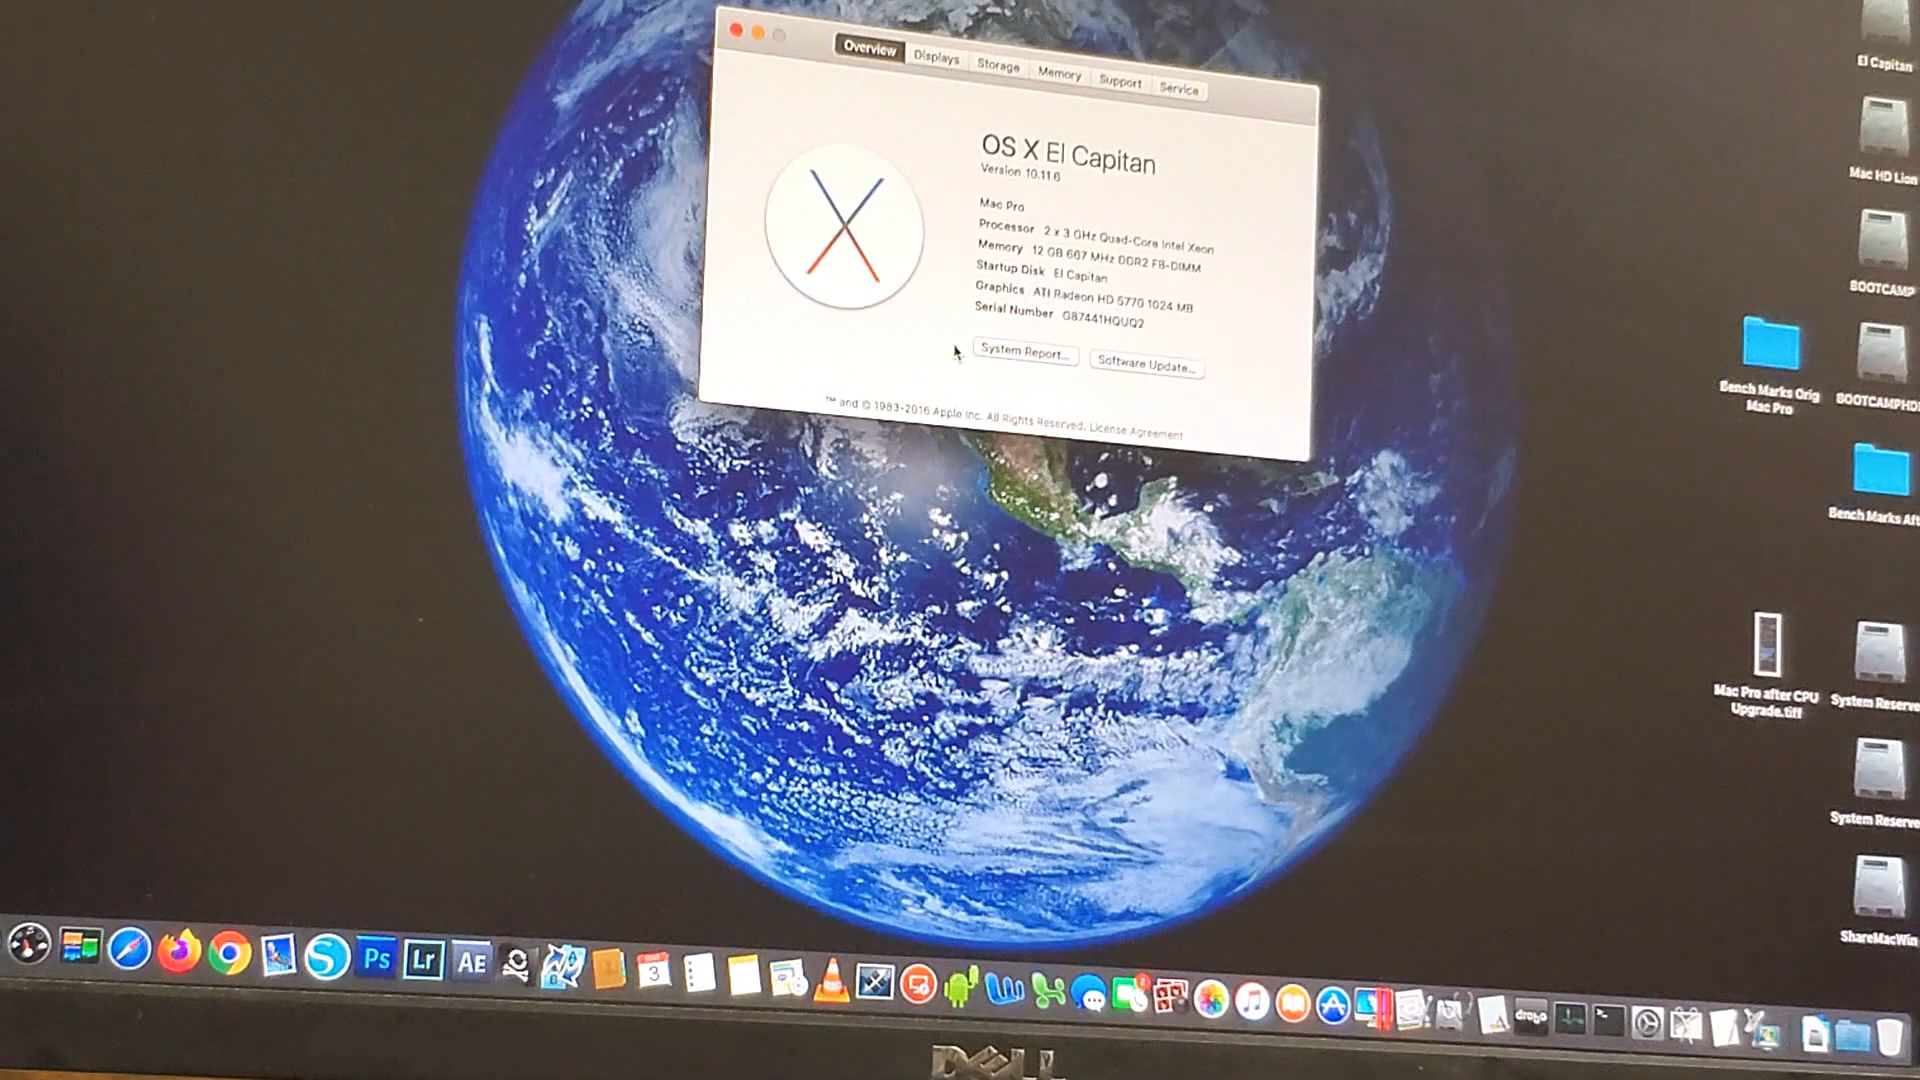 Overview Displays Storage Memory Support Service
OS X El Capitan
Version 10.11.6
Mac Pro
Processor 2 x 3 GHz Quad-Core Intel Xeon
Memory 12 GB 667 MHz DDR2 FB-DIMM
Startup Disk El Capitan
Graphics ATI Radeon HD 5770 1024 MB
Serial Number G87441HQUQ2
System Report... Software Update...
™ and © 1983-2016 Apple Inc. All Rights Reserved. License Agreement
El Capitan
Mac HD Lion
BOOTCAMP
Bench Marks Orig
Mac Pro
BOOTCAMPHD
Bench Marks Aft
Mac Pro after CPU
Upgrade.tiff
System Reserve
System Reserve
ShareMacWin
Ps Lr AE
3
drobo
DELL